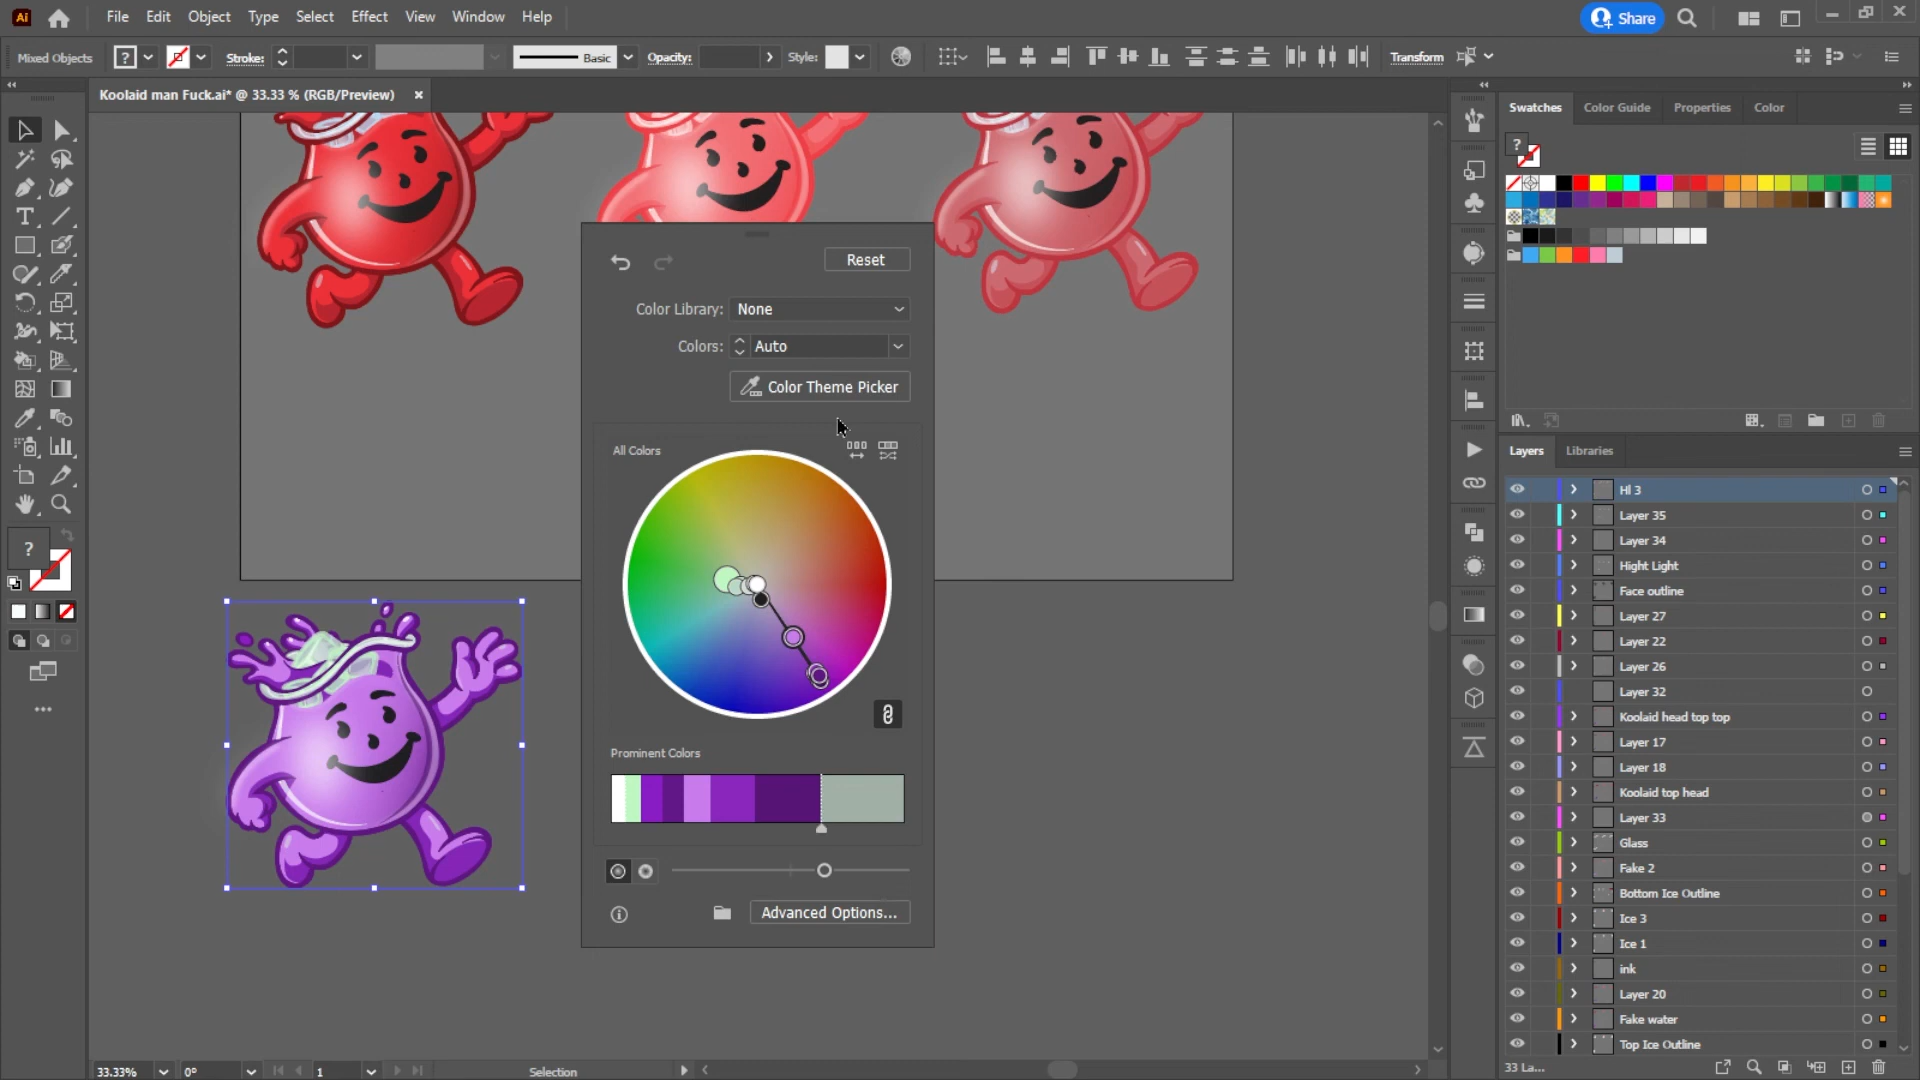 Ai
File Edit Object Type Select Effect View Window Help
Share
Mixed Objects
?
Stroke:
Basic
Opacity:
Style:
Transform
Koolaid man Fuck.ai* @ 33.33 % (RGB/Preview)
Swatches Color Guide Properties Color
?
Reset
Color Library: None
Colors: Auto
Color Theme Picker
All Colors
Prominent Colors
Advanced Options...
?
Layers Libraries
Hl 3
Layer 35
Layer 34
Hight Light
Face outline
Layer 27
Layer 22
Layer 26
Layer 32
Koolaid head top top
Layer 17
Layer 18
Koolaid top head
Layer 33
Glass
Fake 2
Bottom Ice Outline
Ice 3
Ice 1
ink
Layer 20
Fake water
Top Ice Outline
33.33% 0° 1 Selection
33 La...